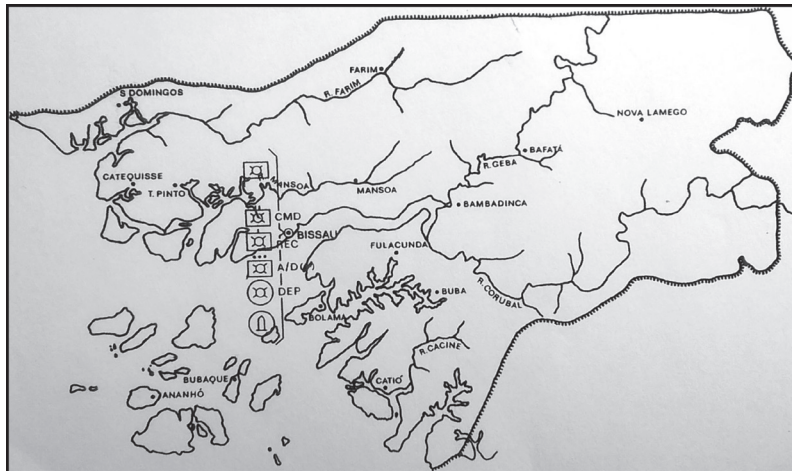 S. DOMINGOS
FARIM
R. FARIM
NOVA LAMEGO
BAFATÁ
R. GEBA
CATEQUISSE
T. PINTO
MANSOA
MANSOA
BAMBADINCA
CMD
BISSAU
REC
FULACUNDA
A/D
DEP
BUBA
R. CORUBAL
BOLAMA
R. CACINE
BUBAQUE
ANANHÓ
CATIÓ